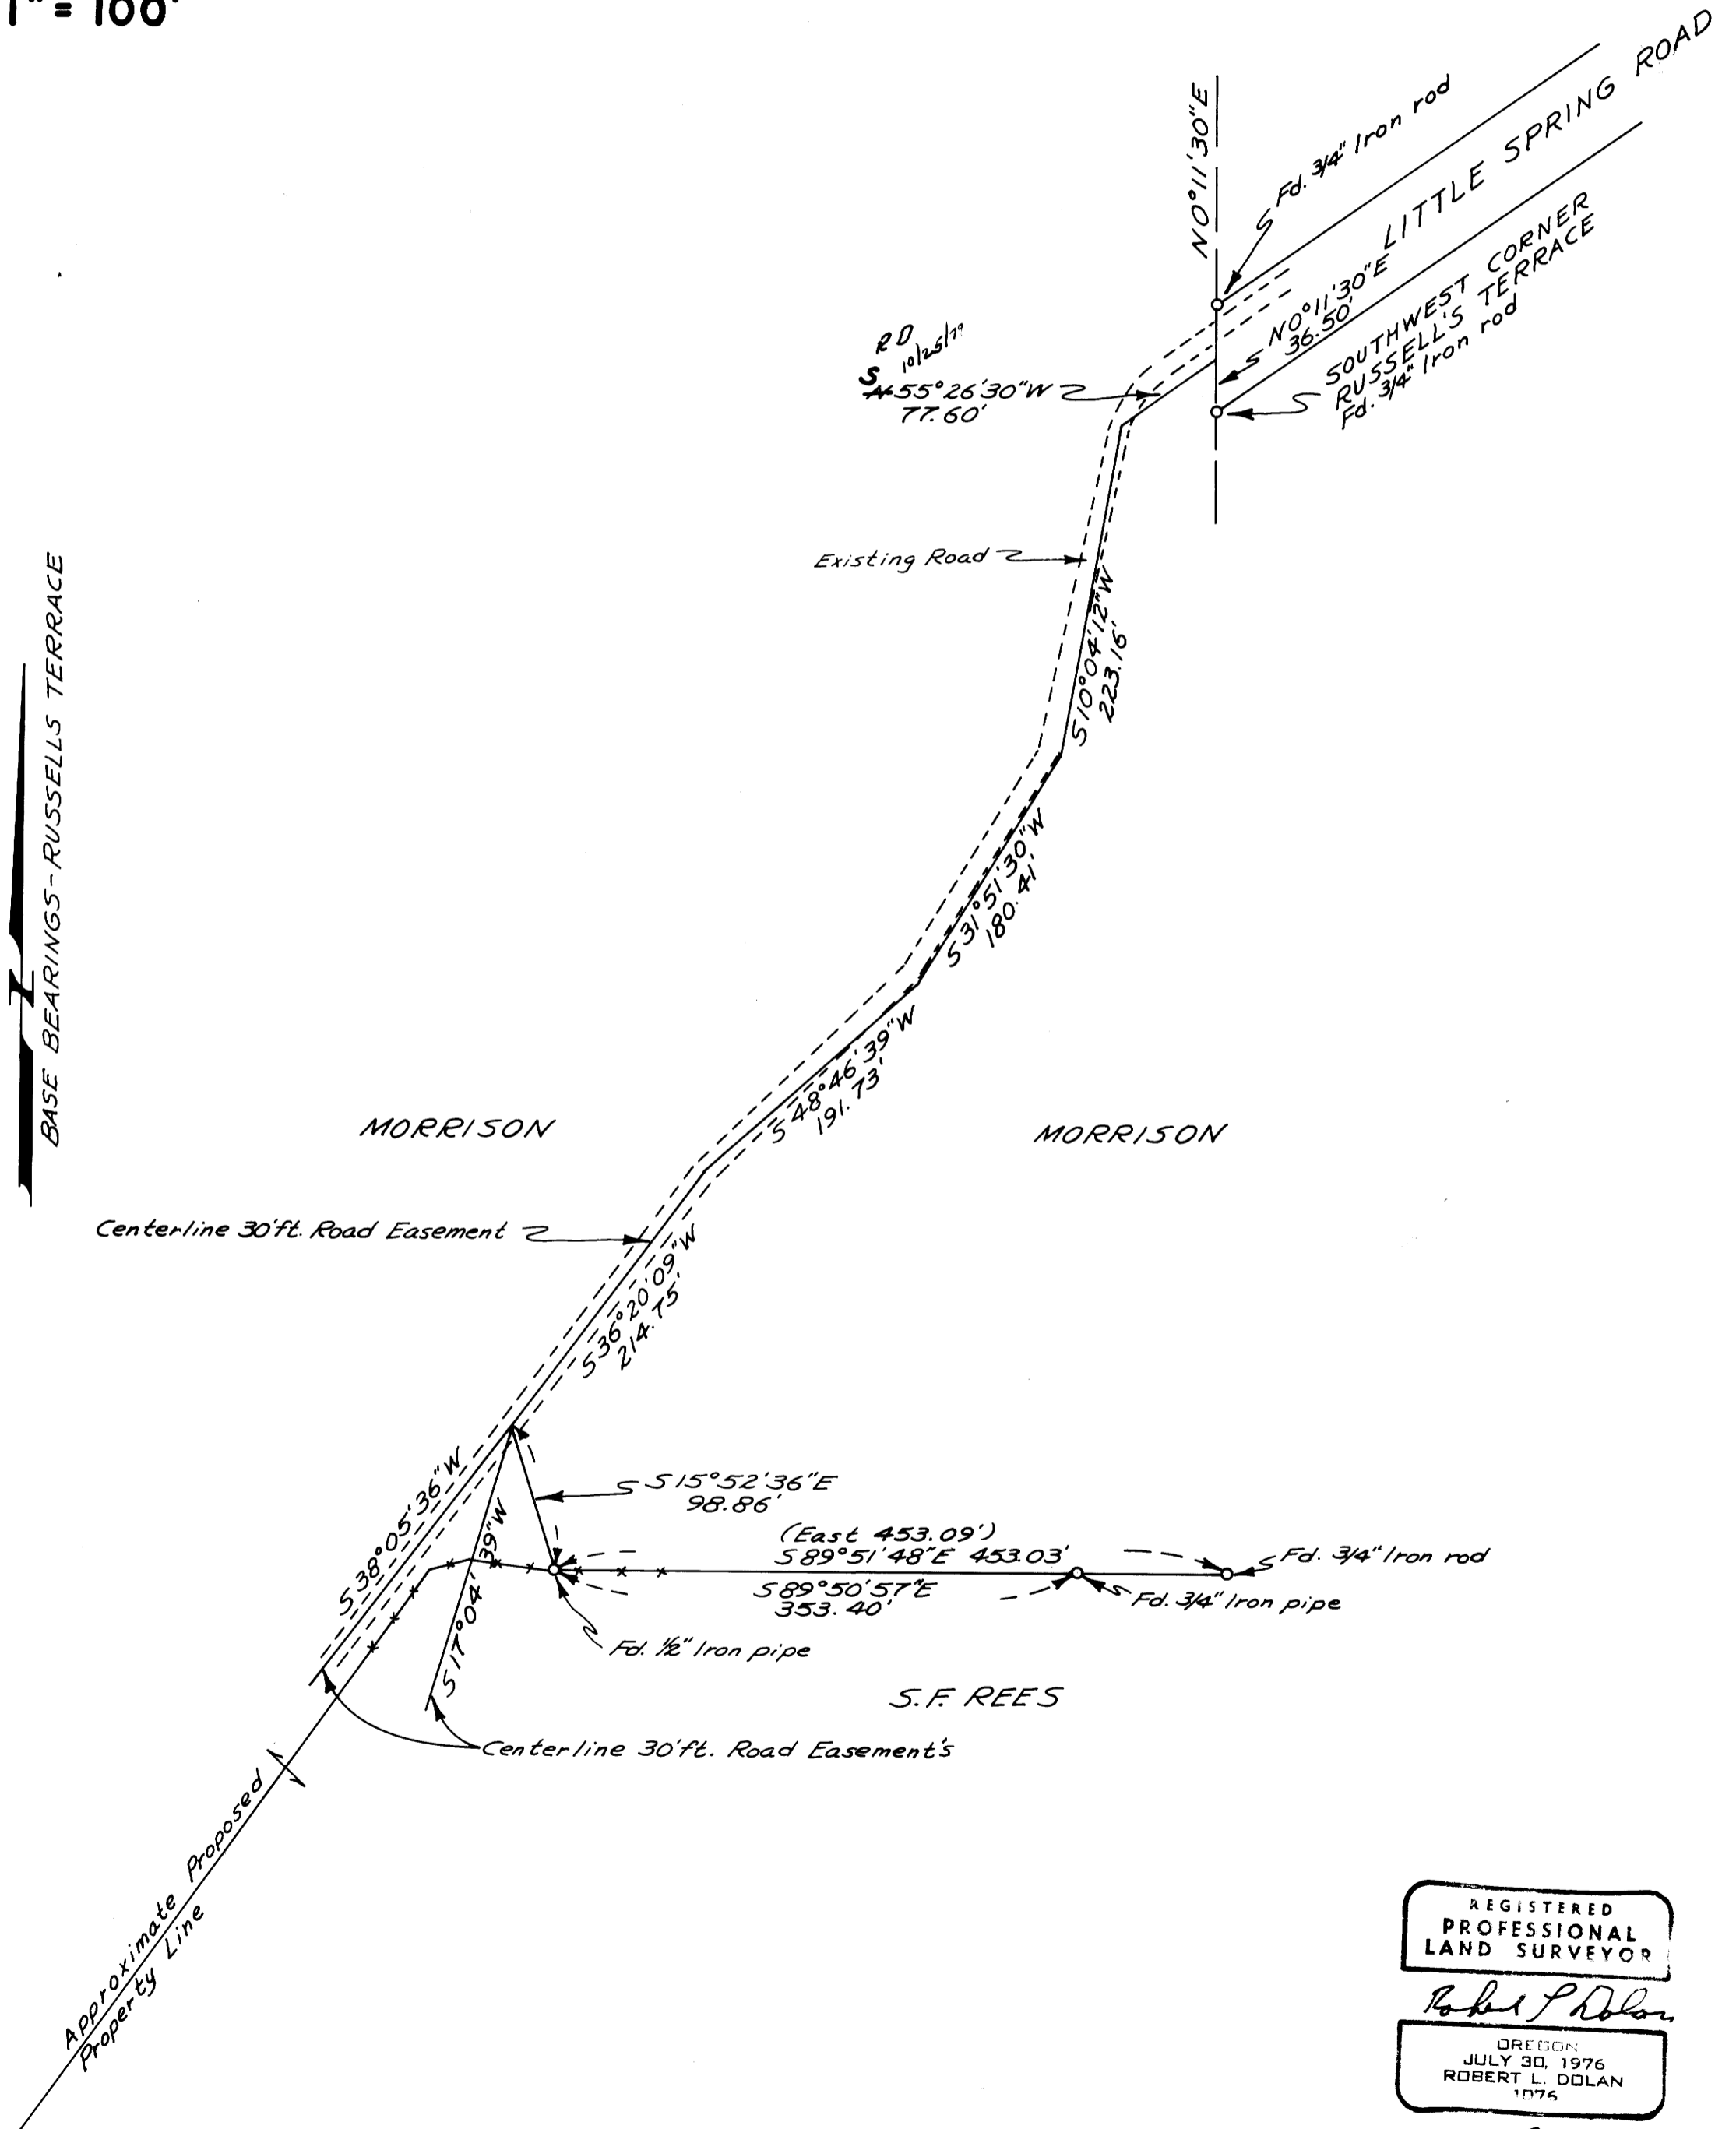 1" = 100'
N0°11'30"E
Fd. 3/4" Iron rod
LITTLE SPRING ROAD
N0°11'30"E
36.50'
SOUTHWEST CORNER
RUSSELL'S TERRACE
Fd. 3/4" Iron rod
RD
S
N55°26'30"W
77.60'
Existing Road
S10°04'12"W
223.16'
BASE BEARINGS-RUSSELLS TERRACE
S31°51'30"W
180.41'
S48°46'39"W
191.73'
MORRISON
MORRISON
Centerline 30'ft. Road Easement
S36°20'09"W
214.75'
S38°05'36"W
S15°52'36"E
98.86'
(East 453.09')
S89°51'48"E 453.03'
Fd. 3/4" Iron rod
S89°50'57"E
353.40'
Fd. 3/4" Iron pipe
S17°04'39"W
Fd. 1/2" Iron pipe
S.F. REES
Centerline 30'ft. Road Easement's
Approximate Proposed
Property Line
REGISTERED
PROFESSIONAL
LAND SURVEYOR
OREGON
JULY 30, 1976
ROBERT L. DOLAN
1076